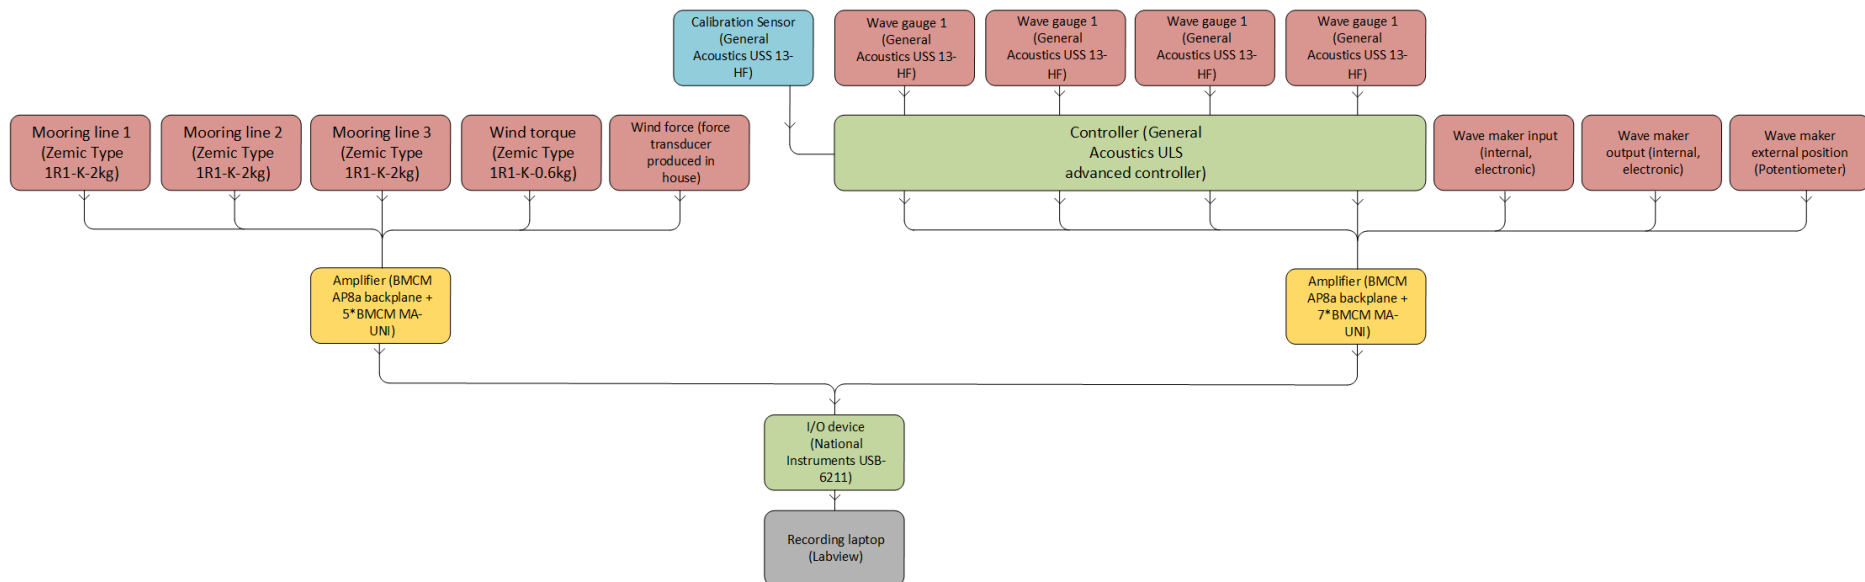 Calibration Sensor
(General
Acoustics USS 13-
HF)
Wave gauge 1
(General
Acoustics USS 13-
HF)
Wave gauge 1
(General
Acoustics USS 13-
HF)
Wave gauge 1
(General
Acoustics USS 13-
HF)
Wave gauge 1
(General
Acoustics USS 13-
HF)
Mooring line 1
(Zemic Type
1R1-K-2kg)
Mooring line 2
(Zemic Type
1R1-K-2kg)
Mooring line 3
(Zemic Type
1R1-K-2kg)
Wind torque
(Zemic Type
1R1-K-0.6kg)
Wind force (force
transducer
produced in
house)
Controller (General
Acoustics ULS
advanced controller)
Wave maker input
(internal,
electronic)
Wave maker
output (internal,
electronic)
Wave maker
external position
(Potentiometer)
Amplifier (BMCM
AP8a backplane +
5*BMCM MA-
UNI)
Amplifier (BMCM
AP8a backplane +
7*BMCM MA-
UNI)
I/O device
(National
Instruments USB-
6211)
Recording laptop
(Labview)